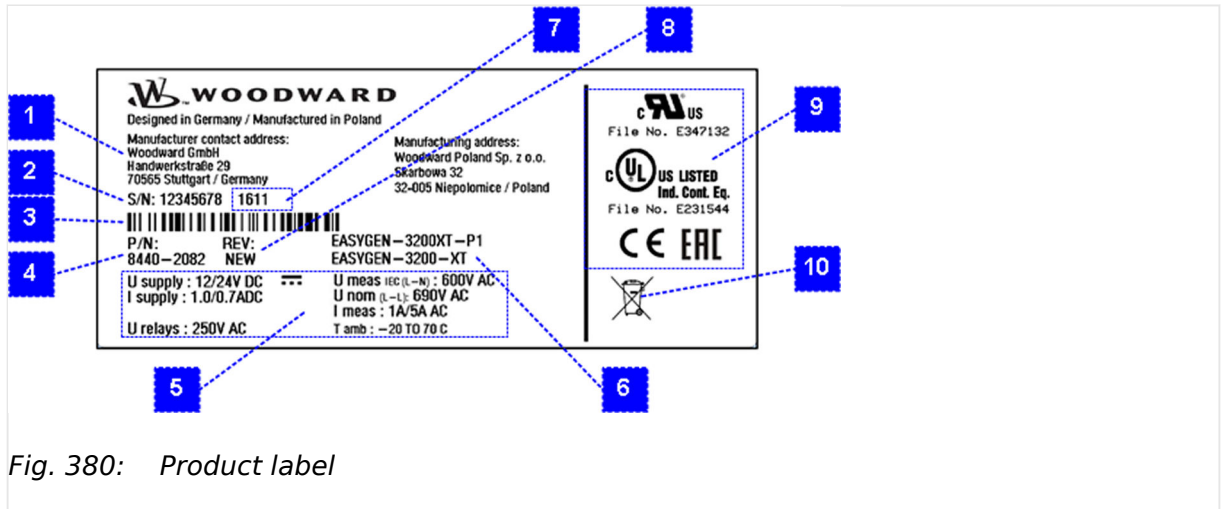 7
8
WOODWARD
Designed in Germany / Manufactured in Poland
1
Manufacturer contact address:
Woodward GmbH
Handwerkstraße 29
70565 Stuttgart / Germany
Manufacturing address:
Woodward Poland Sp. z o.o.
Skarbowa 32
32-005 Niepolomice / Poland
2
S/N: 12345678 1611
3
P/N: REV:
8440-2082 NEW
EASYGEN-3200XT-P1
EASYGEN-3200-XT
4
U supply : 12/24V DC
I supply : 1.0/0.7ADC
U relays : 250V AC
U meas IEC (L-N) : 600V AC
U nom (L-L): 690V AC
I meas : 1A/5A AC
T amb : -20 TO 70 C
5
6
c RU US
File No. E347132
c UL US LISTED
Ind. Cont. Eq.
File No. E231544
CE EAC
9
10
Fig. 380: Product label